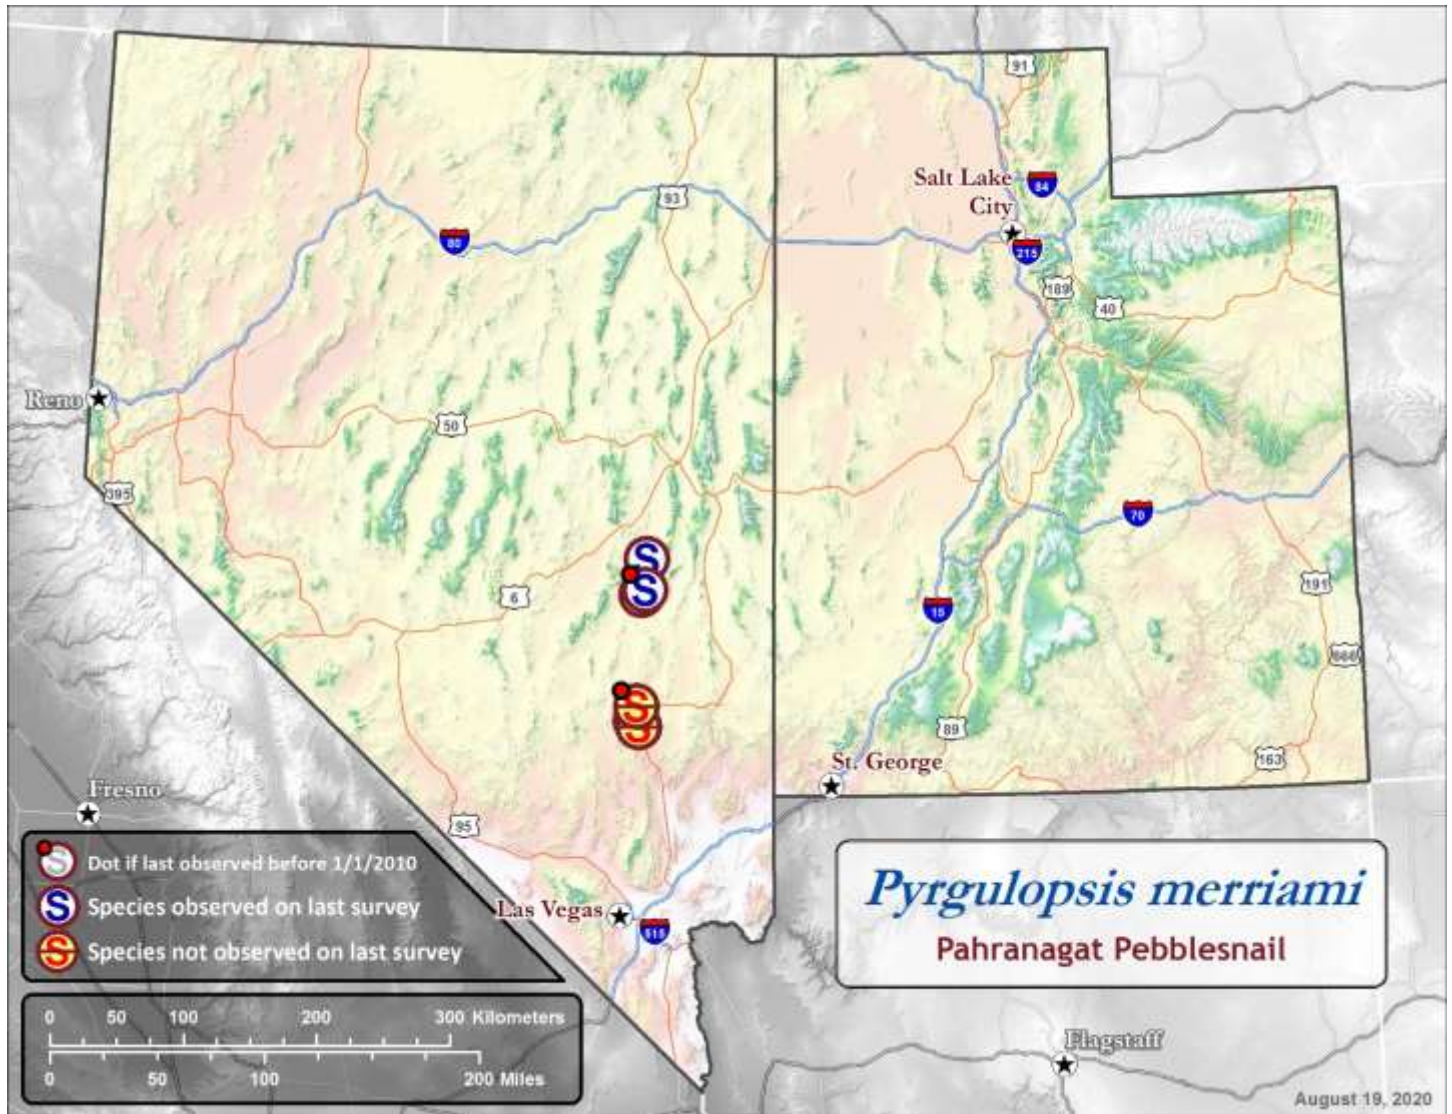 91
Salt Lake
City
84
93
80
215
189
40
Reno
50
395
70
S
S
6
191
15
666
S
S
89
163
St. George
Fresno
95
Las Vegas
515
S Dot if last observed before 1/1/2010
S Species observed on last survey
S Species not observed on last survey
Pyrgulopsis merriami
Pahranagat Pebblesnail
0 50 100 200 300 Kilometers
0 50 100 200 Miles
Flagstaff
August 19, 2020